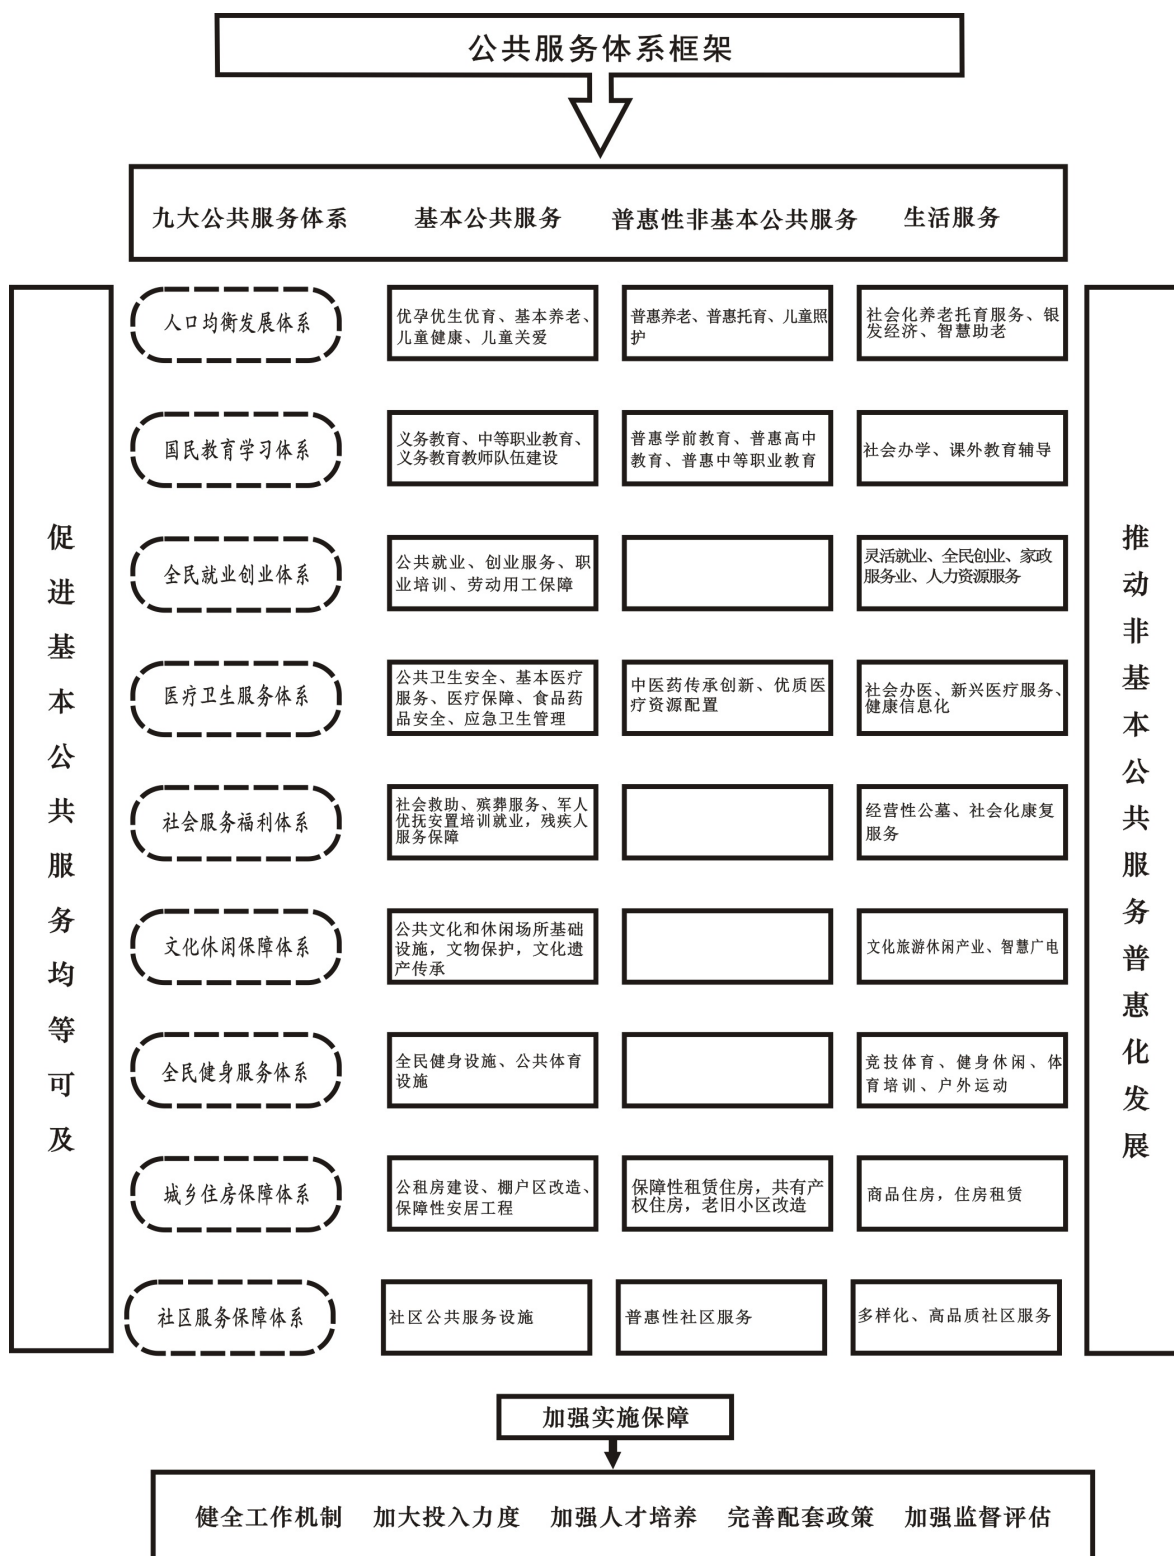 公共服务体系框架
九大公共服务体系 基本公共服务 普惠性非基本公共服务 生活服务
促进基本公共服务均等可及
人口均衡发展体系
优孕优生优育、基本养老、
儿童健康、儿童关爱
普惠养老、普惠托育、儿童照
护
社会化养老托育服务、银
发经济、智慧助老
国民教育学习体系
义务教育、中等职业教育、
义务教育教师队伍建设
普惠学前教育、普惠高中
教育、普惠中等职业教育
社会办学、课外教育辅导
全民就业创业体系
公共就业、创业服务、职
业培训、劳动用工保障
灵活就业、全民创业、家政
服务业、人力资源服务
医疗卫生服务体系
公共卫生安全、基本医疗
服务、医疗保障、食品药
品安全、应急卫生管理
中医药传承创新、优质医
疗资源配置
社会办医、新兴医疗服务、
健康信息化
社会服务福利体系
社会救助、殡葬服务、军人
优抚安置培训就业，残疾人
服务保障
经营性公墓、社会化康复
服务
文化休闲保障体系
公共文化和休闲场所基础
设施，文物保护，文化遗
产传承
文化旅游休闲产业、智慧广电
全民健身服务体系
全民健身设施、公共体育
设施
竞技体育、健身休闲、体
育培训、户外运动
城乡住房保障体系
公租房建设、棚户区改造、
保障性安居工程
保障性租赁住房，共有产
权住房，老旧小区改造
商品住房，住房租赁
社区服务保障体系
社区公共服务设施
普惠性社区服务
多样化、高品质社区服务
推动非基本公共服务普惠化发展
加强实施保障
健全工作机制 加大投入力度 加强人才培养 完善配套政策 加强监督评估